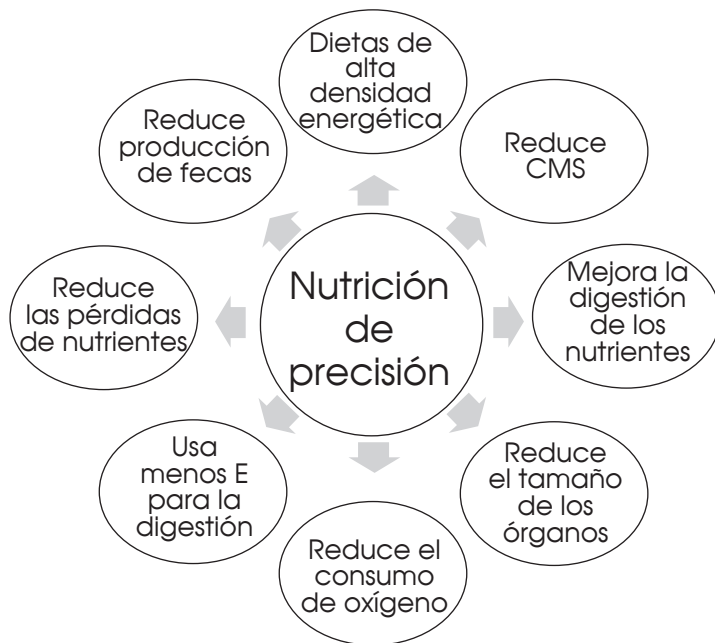 Dietas de
alta
densidad
energética
Reduce
CMS
Mejora la
digestión
de los
nutrientes
Reduce
el tamaño
de los
órganos
Reduce el
consumo
de oxígeno
Usa
menos E
para la
digestión
Reduce
las pérdidas
de nutrientes
Reduce
producción
de fecas
Nutrición
de
precisión